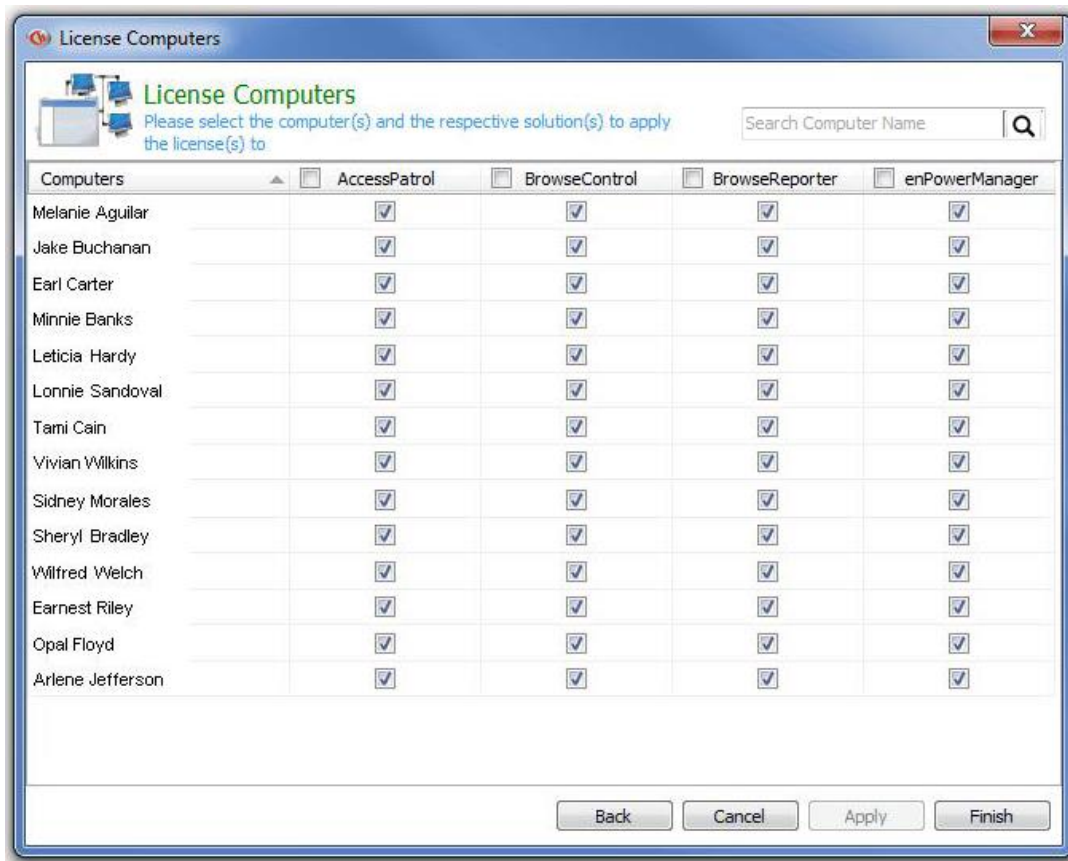 License Computers
License Computers
Please select the computer(s) and the respective solution(s) to apply
the license(s) to
Search Computer Name
Computers AccessPatrol BrowseControl BrowseReporter enPowerManager
Melanie Aguilar
Jake Buchanan
Earl Carter
Minnie Banks
Leticia Hardy
Lonnie Sandoval
Tami Cain
Vivian Wilkins
Sidney Morales
Sheryl Bradley
Wilfred Welch
Earnest Riley
Opal Floyd
Arlene Jefferson
Back Cancel Apply Finish